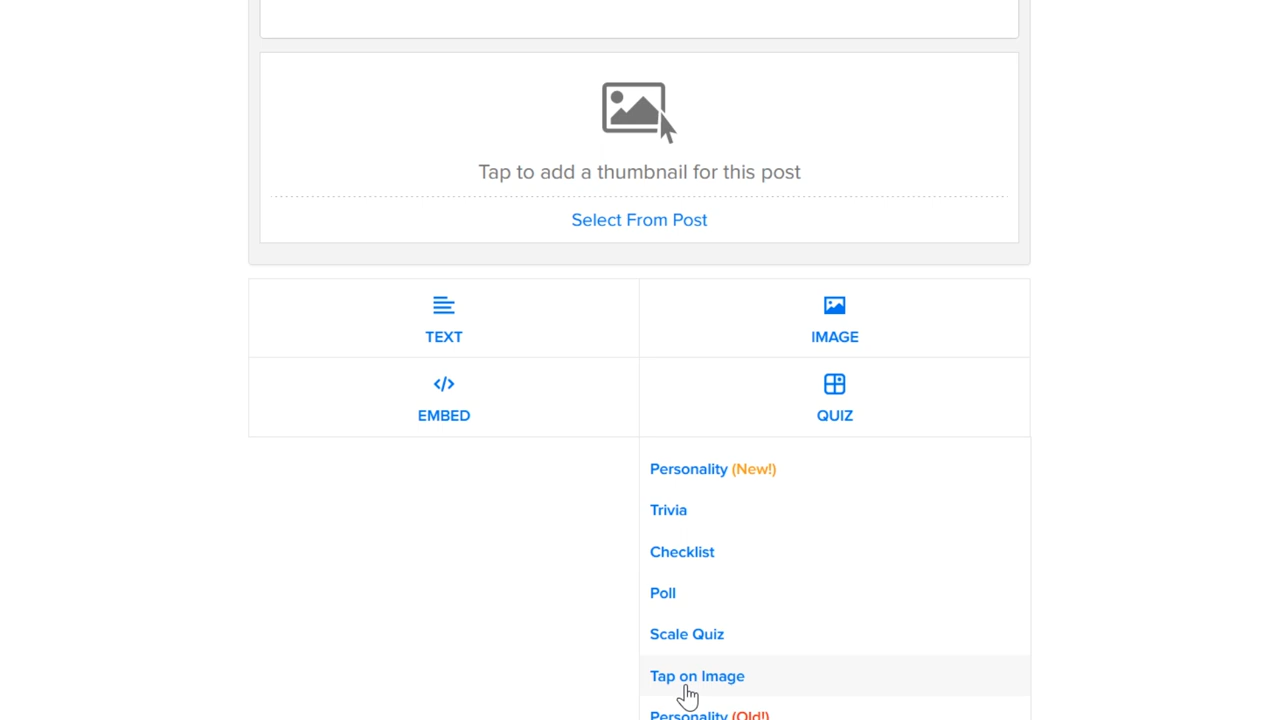 Tap to add a thumbnail for this post
Select From Post
TEXT
IMAGE
EMBED
QUIZ
Personality (New!)
Trivia
Checklist
Poll
Scale Quiz
Tap on Image
Personality (Old!)